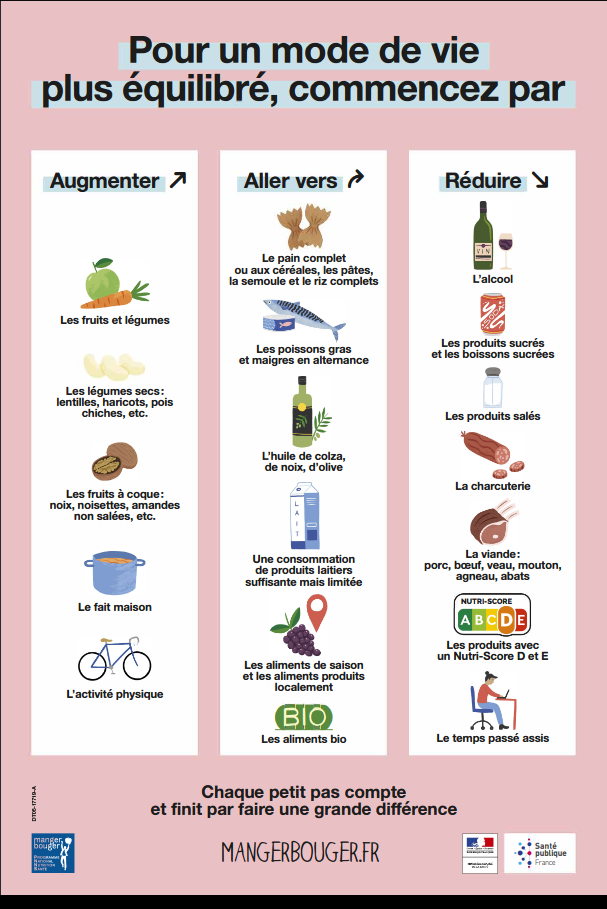 Pour un mode de vie
plus équilibré, commencez par
Augmenter
Les fruits et légumes
Les légumes secs :
lentilles, haricots, pois
chiches, etc.
Les fruits à coque :
noix, noisettes, amandes
non salées, etc.
Le fait maison
L'activité physique
Aller vers
Le pain complet
ou aux céréales, les pâtes,
la semoule et le riz complets
Les poissons gras
et maigres en alternance
L'huile de colza,
de noix, d'olive
LAIT
Une consommation
de produits laitiers
suffisante mais limitée
Les aliments de saison
et les aliments produits
localement
BIO
Les aliments bio
Réduire
VIN
L'alcool
SODA
Les produits sucrés
et les boissons sucrées
Les produits salés
La charcuterie
La viande :
porc, bœuf, veau, mouton,
agneau, abats
NUTRI-SCORE
A B C D E
Les produits avec
un Nutri-Score D et E
Le temps passé assis
Chaque petit pas compte
et finit par faire une grande différence
DT06-17719-A
manger
bouger
PROGRAMME
NATIONAL
NUTRITION
SANTÉ
MANGERBOUGER.FR
Santé
publique
France